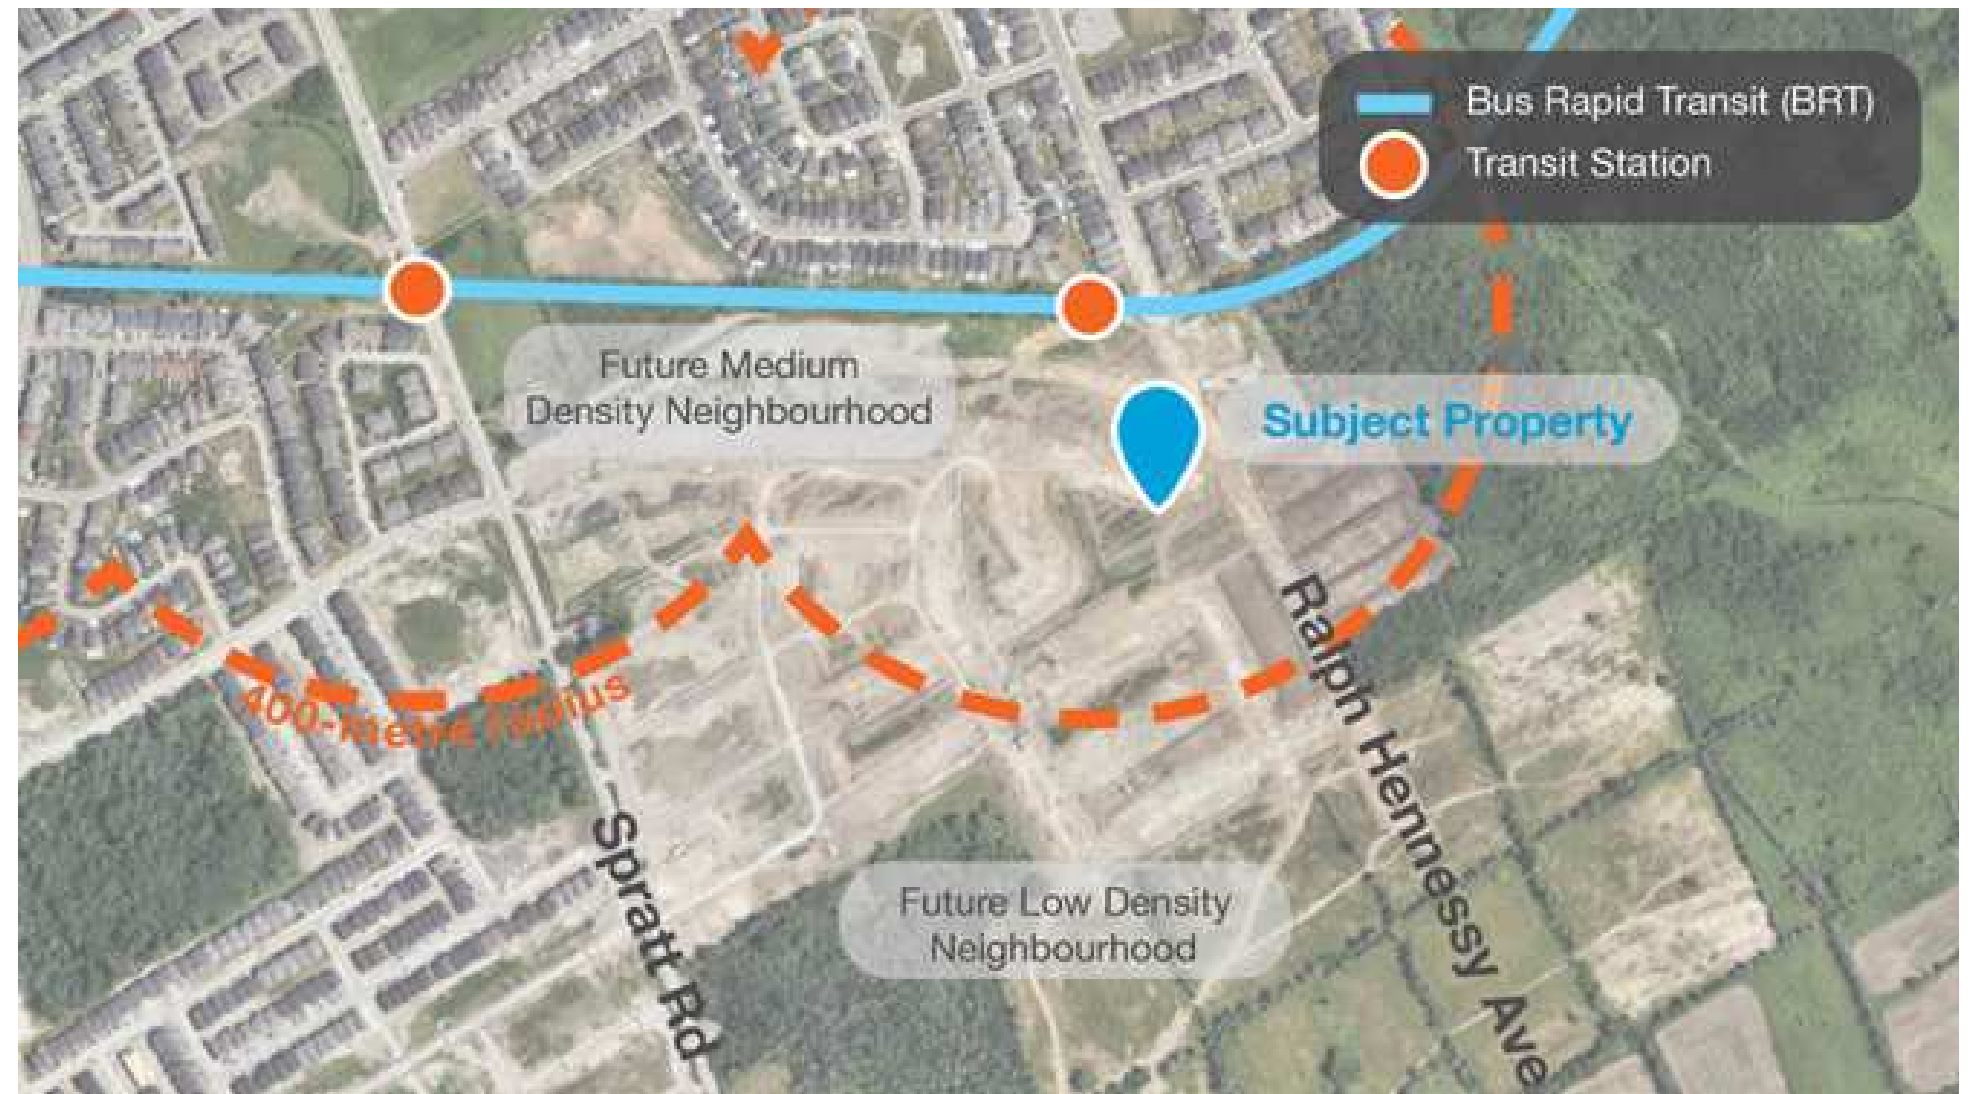 Bus Rapid Transit (BRT)
Transit Station
Future Medium
Density Neighbourhood
Subject Property
400-metre radius
Ralph Hennessy Ave
Spratt Rd
Future Low Density
Neighbourhood